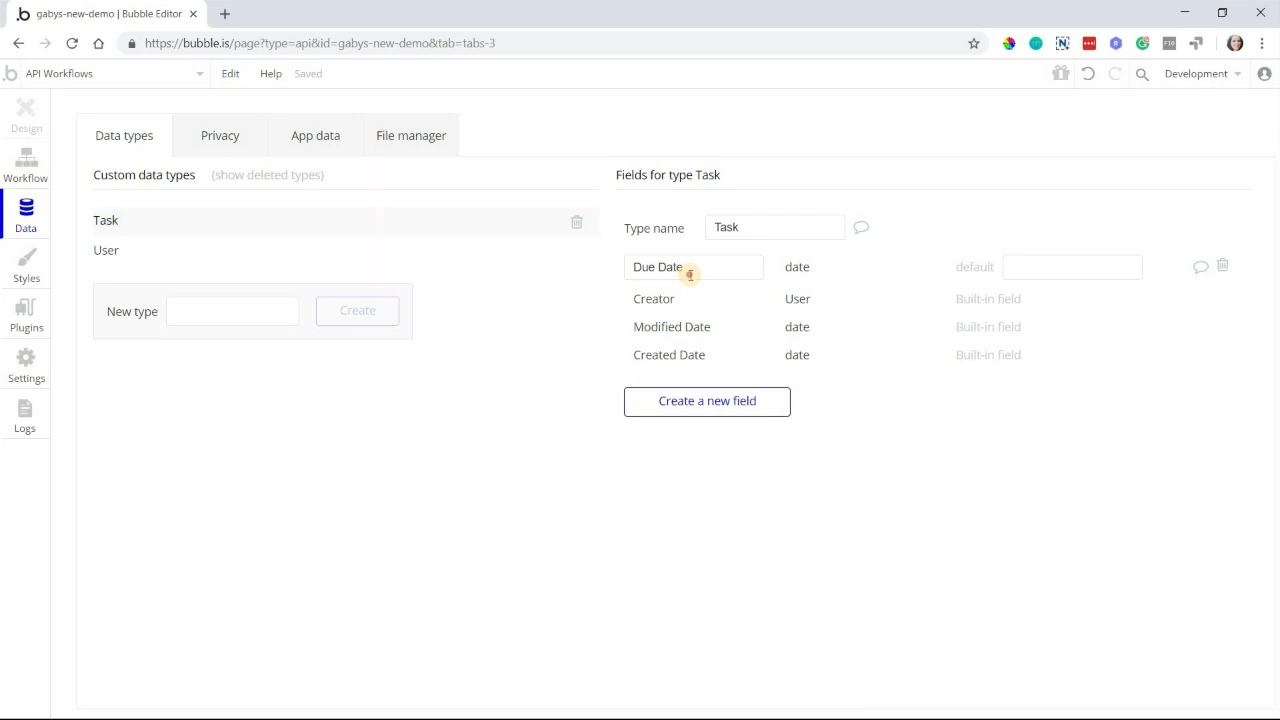 gabys-new-demo | Bubble Editor
https://bubble.is/page?type=api&id=gabys-new-demo&tab=tabs-3
API Workflows
Edit
Help
Saved
Development
Design
Workflow
Data
Styles
Plugins
Settings
Logs
Data types
Privacy
App data
File manager
Custom data types (show deleted types)
Task
User
New type
Create
Fields for type Task
Type name Task
Due Date date default
Creator User Built-in field
Modified Date date Built-in field
Created Date date Built-in field
Create a new field